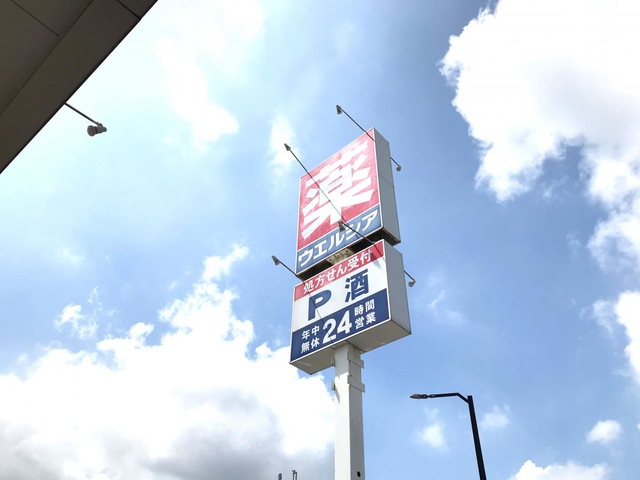 薬
ウエルシア
処方せん受付
P 酒
年中無休 24 時間営業